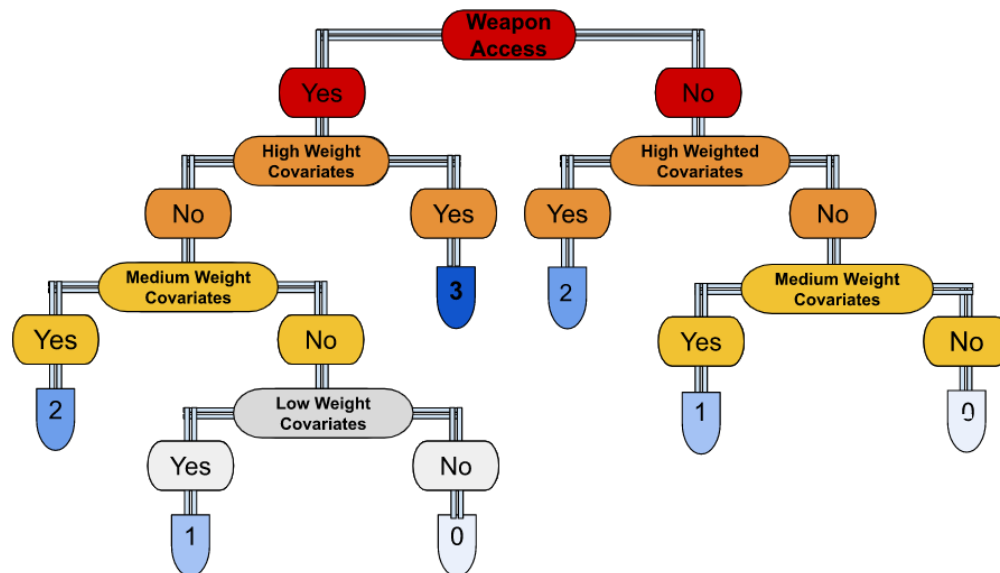 Weapon
Access
Yes
No
High Weight
Covariates
High Weighted
Covariates
No
Yes
Yes
No
Medium Weight
Covariates
3
2
Medium Weight
Covariates
Yes
No
Yes
No
2
Low Weight
Covariates
1
0
Yes
No
1
0